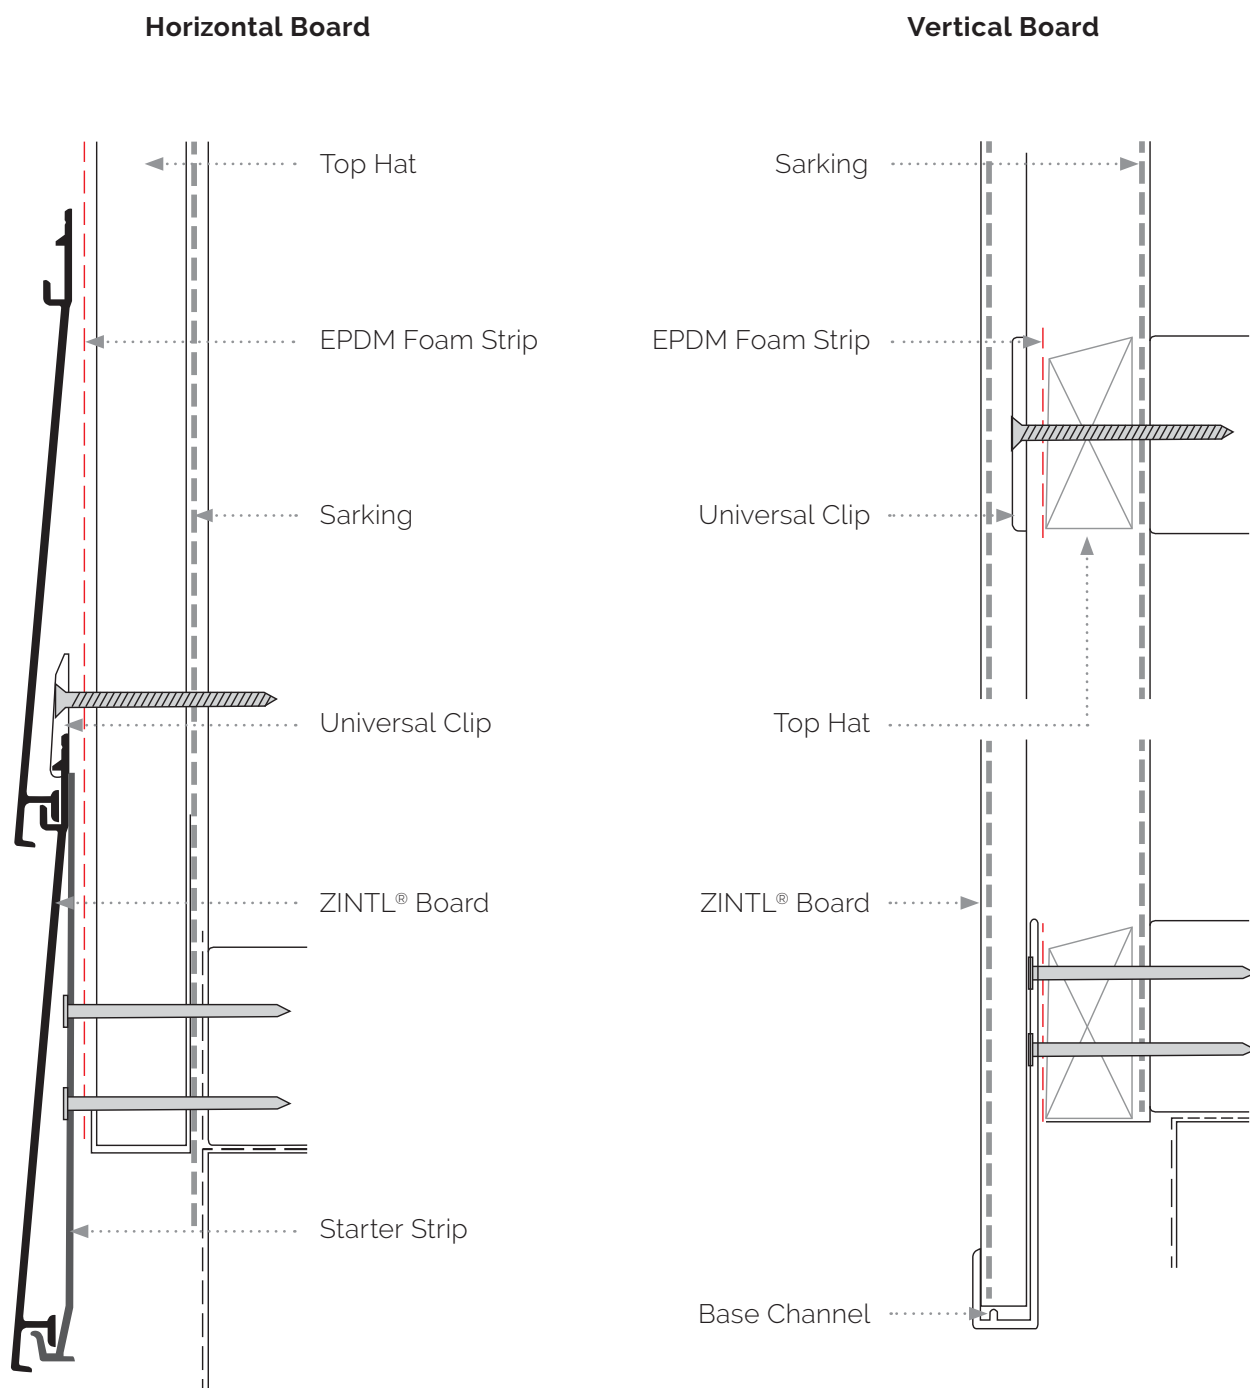 Horizontal Board
Top Hat
EPDM Foam Strip
Sarking
Universal Clip
ZINTL® Board
Starter Strip
Vertical Board
Sarking
EPDM Foam Strip
Universal Clip
Top Hat
ZINTL® Board
Base Channel